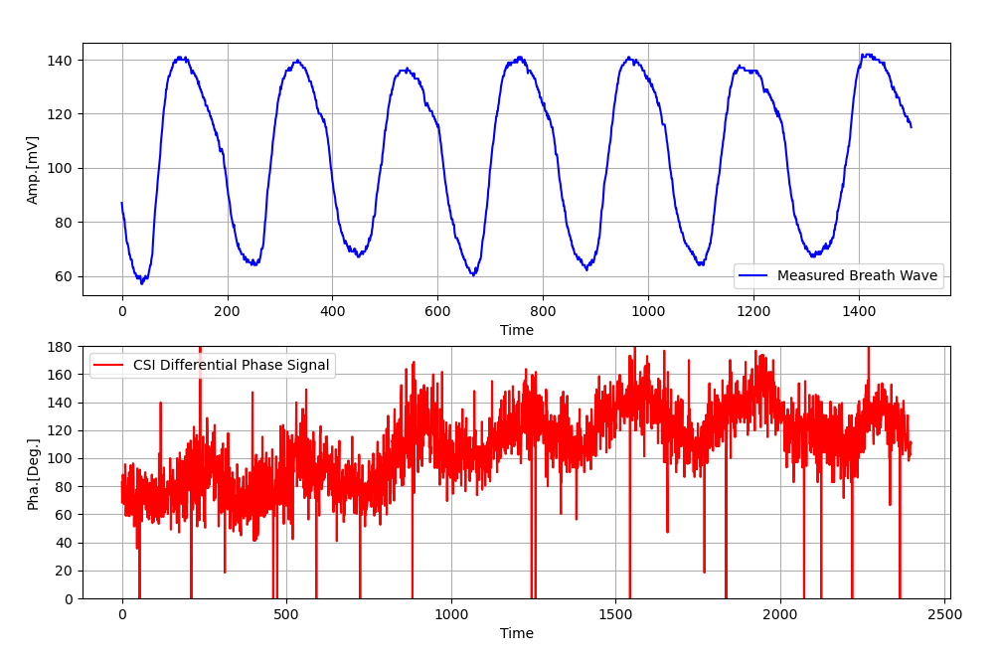 140
120
100
80
60
Amp.[mV]
Measured Breath Wave
0 200 400 600 800 1000 1200 1400
Time
180
160
140
120
100
80
60
40
20
0
Pha.[Deg.]
CSI Differential Phase Signal
0 500 1000 1500 2000 2500
Time